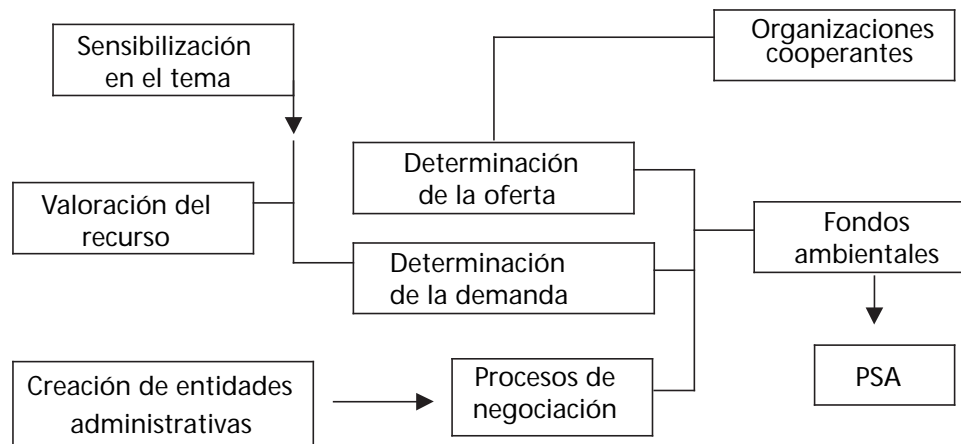 Sensibilización
en el tema
Organizaciones
cooperantes
Determinación
de la oferta
Valoración del
recurso
Fondos
ambientales
Determinación
de la demanda
Creación de entidades
administrativas
Procesos de
negociación
PSA